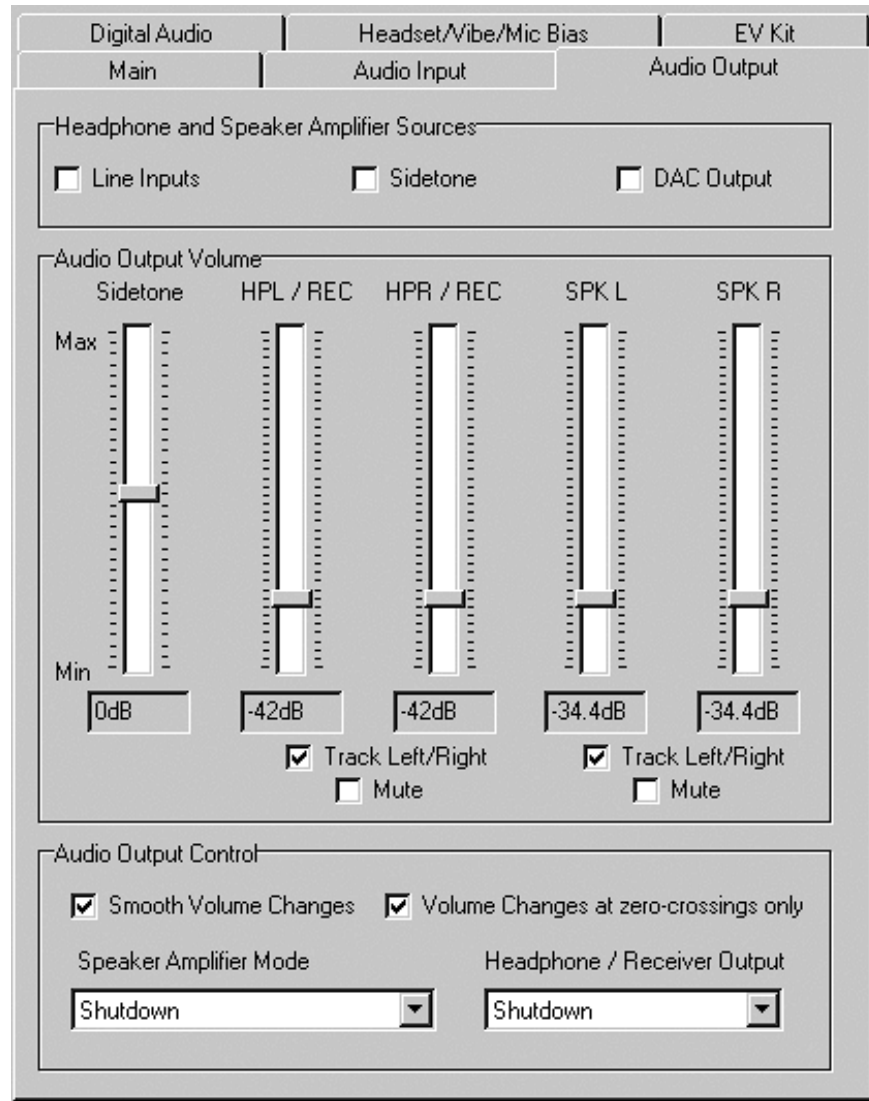 Digital Audio Headset/Vibe/Mic Bias EV Kit
Main Audio Input Audio Output
Headphone and Speaker Amplifier Sources
Line Inputs Sidetone DAC Output
Audio Output Volume
Sidetone HPL / REC HPR / REC SPK L SPK R
Max
Min
0dB -42dB -42dB -34.4dB -34.4dB
Track Left/Right Track Left/Right
Mute Mute
Audio Output Control
Smooth Volume Changes Volume Changes at zero-crossings only
Speaker Amplifier Mode Headphone / Receiver Output
Shutdown Shutdown